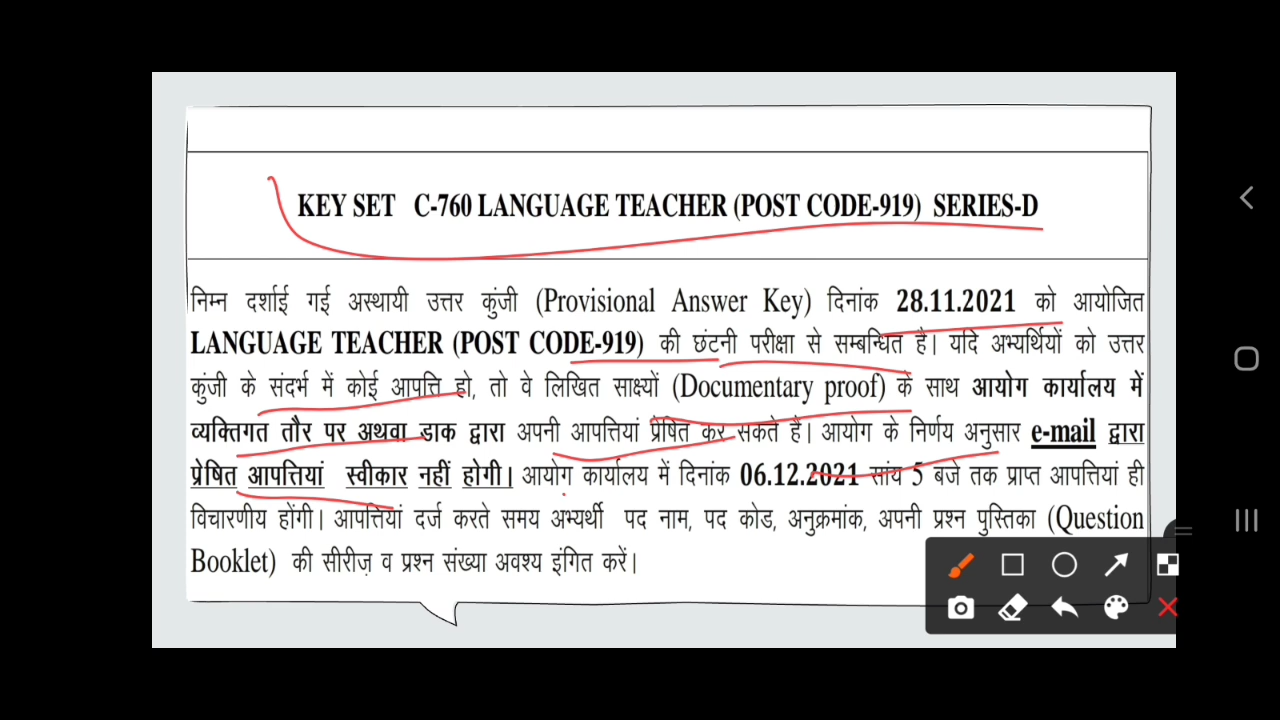 KEY SET C-760 LANGUAGE TEACHER (POST CODE-919) SERIES-D
निम्न दर्शाई गई अस्थायी उत्तर कुंजी (Provisional Answer Key) दिनांक 28.11.2021 को आयोजित
LANGUAGE TEACHER (POST CODE-919) की छंटनी परीक्षा से सम्बन्धित है। यदि अभ्यर्थियों को उत्तर
कुंजी के संदर्भ में कोई आपत्ति हो, तो वे लिखित साक्ष्यों (Documentary proof) के साथ आयोग कार्यालय में
व्यक्तिगत तौर पर अथवा डाक द्वारा अपनी आपत्तियां प्रेषित कर सकते हैं। आयोग के निर्णय अनुसार e-mail द्वारा
प्रेषित आपत्तियां स्वीकार नहीं होगी। आयोग कार्यालय में दिनांक 06.12.2021 सांय 5 बजे तक प्राप्त आपत्तियां ही
विचारणीय होंगी। आपत्तियां दर्ज करते समय अभ्यर्थी पद नाम, पद कोड, अनुक्रमांक, अपनी प्रश्न पुस्तिका (Question
Booklet) की सीरीज़ व प्रश्न संख्या अवश्य इंगित करें।